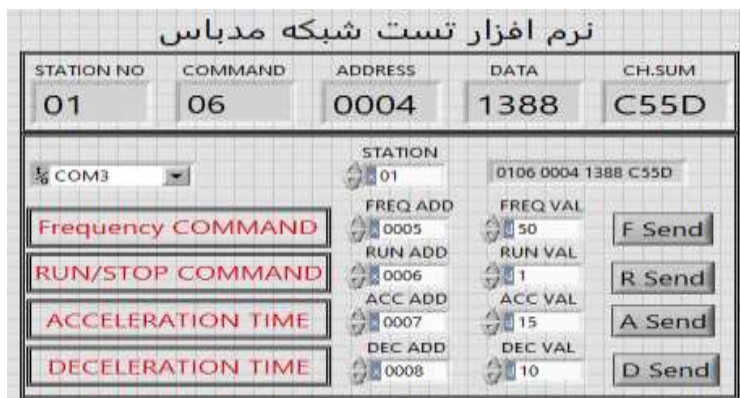 نرم افزار تست شبکه مدباس
STATION NO COMMAND ADDRESS DATA CH.SUM
01 06 0004 1388 C55D
STATION
COM3 01 0106 0004 1388 C55D
FREQ ADD FREQ VAL
Frequency COMMAND 0005 50 F Send
RUN ADD RUN VAL
RUN/STOP COMMAND 0006 1 R Send
ACC ADD ACC VAL
ACCELERATION TIME 0007 15 A Send
DEC ADD DEC VAL
DECELERATION TIME 0008 10 D Send